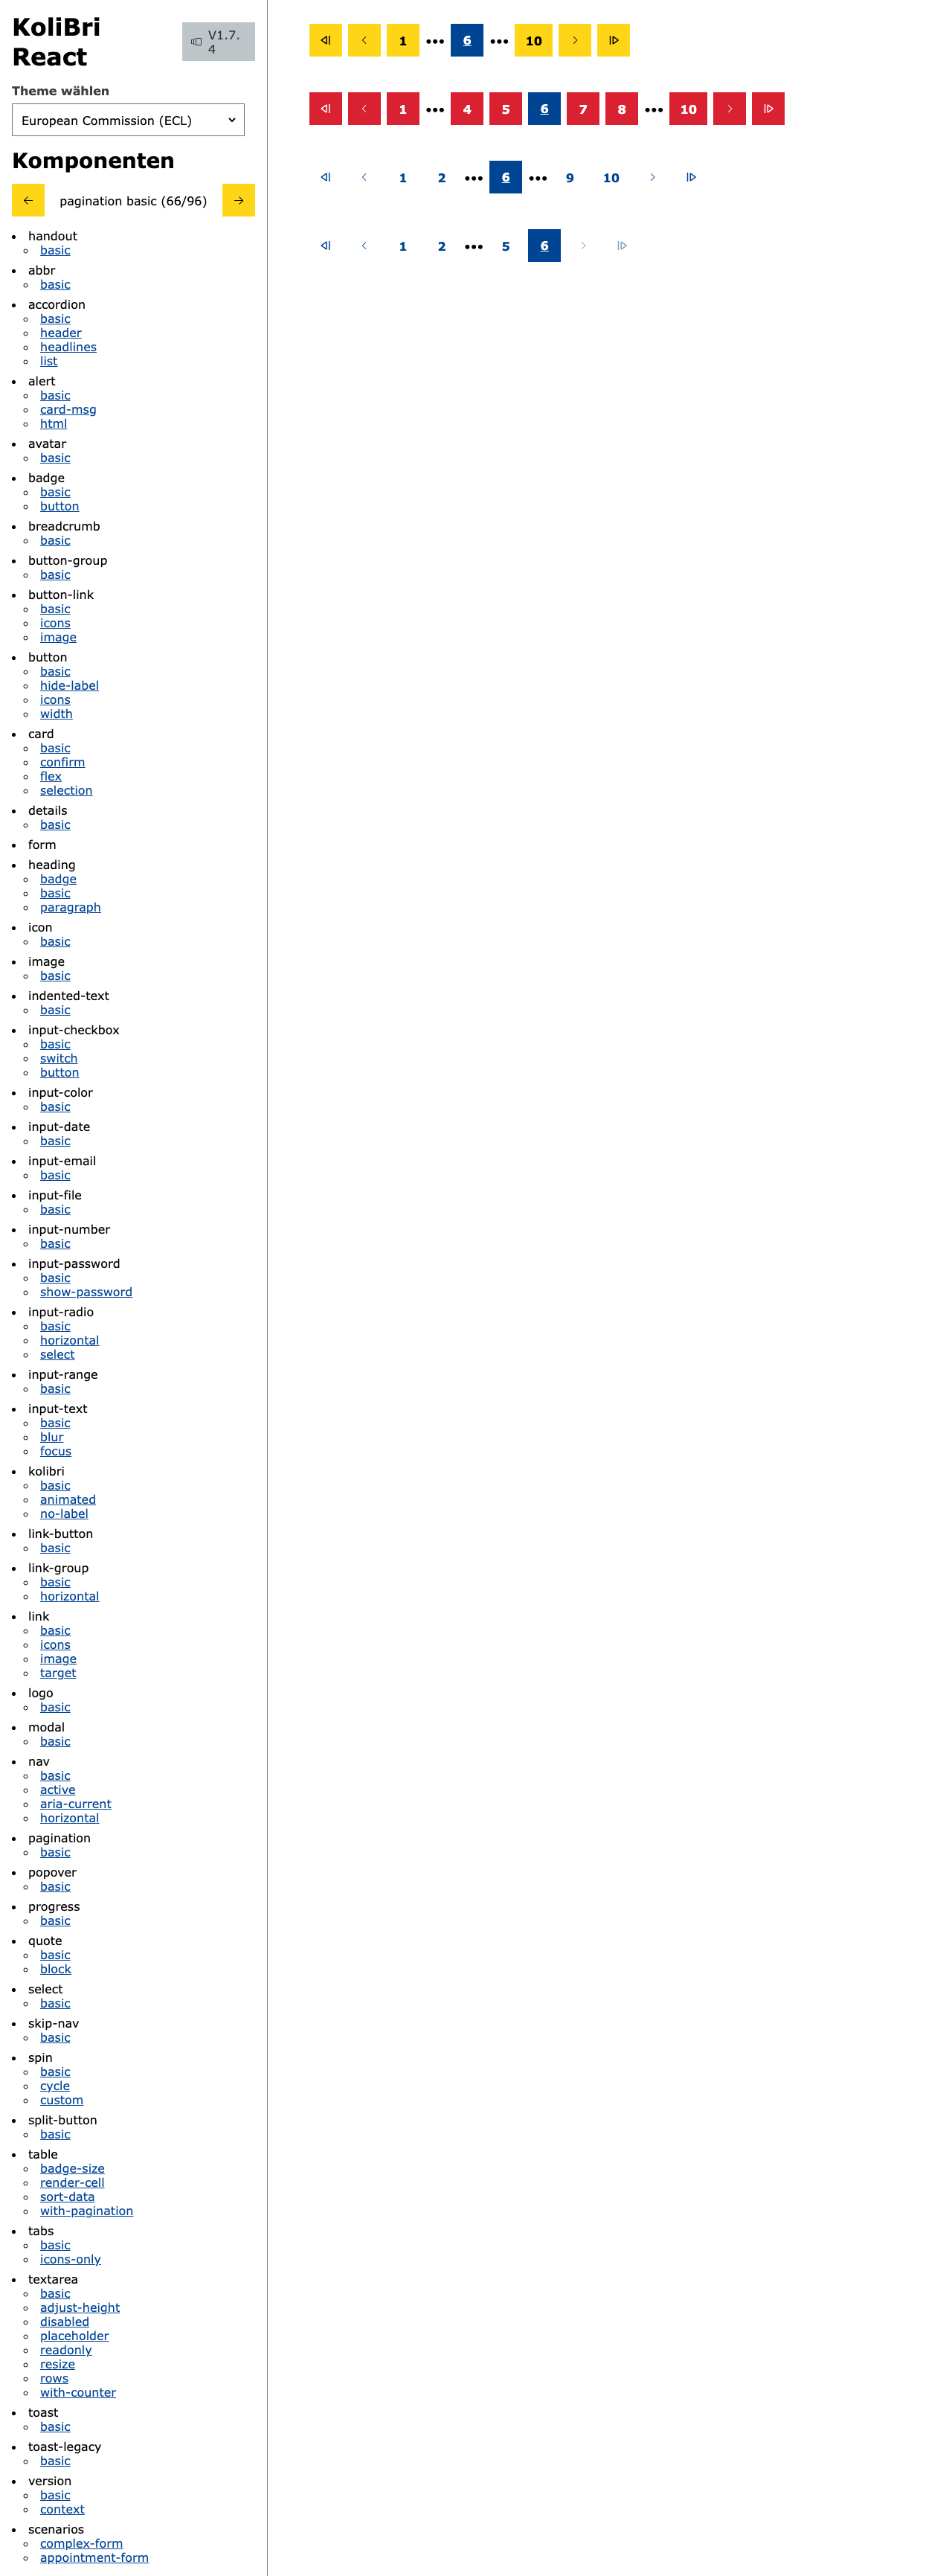 KoliBri
React
V1.7.
4
Theme wählen
European Commission (ECL)
Komponenten
pagination basic (66/96)
handout
basic
abbr
basic
accordion
basic
header
headlines
list
alert
basic
card-msg
html
avatar
basic
badge
basic
button
breadcrumb
basic
button-group
basic
button-link
basic
icons
image
button
basic
hide-label
icons
width
card
basic
confirm
flex
selection
details
basic
form
heading
badge
basic
paragraph
icon
basic
image
basic
indented-text
basic
input-checkbox
basic
switch
button
input-color
basic
input-date
basic
input-email
basic
input-file
basic
input-number
basic
input-password
basic
show-password
input-radio
basic
horizontal
select
input-range
basic
input-text
basic
blur
focus
kolibri
basic
animated
no-label
link-button
basic
link-group
basic
horizontal
link
basic
icons
image
target
logo
basic
modal
basic
nav
basic
active
aria-current
horizontal
pagination
basic
popover
basic
progress
basic
quote
basic
block
select
basic
skip-nav
basic
spin
basic
cycle
custom
split-button
basic
table
badge-size
render-cell
sort-data
with-pagination
tabs
basic
icons-only
textarea
basic
adjust-height
disabled
placeholder
readonly
resize
rows
with-counter
toast
basic
toast-legacy
basic
version
basic
context
scenarios
complex-form
appointment-form
1 ••• 6 ••• 10
1 ••• 4 5 6 7 8 ••• 10
1 2 ••• 6 ••• 9 10
1 2 ••• 5 6